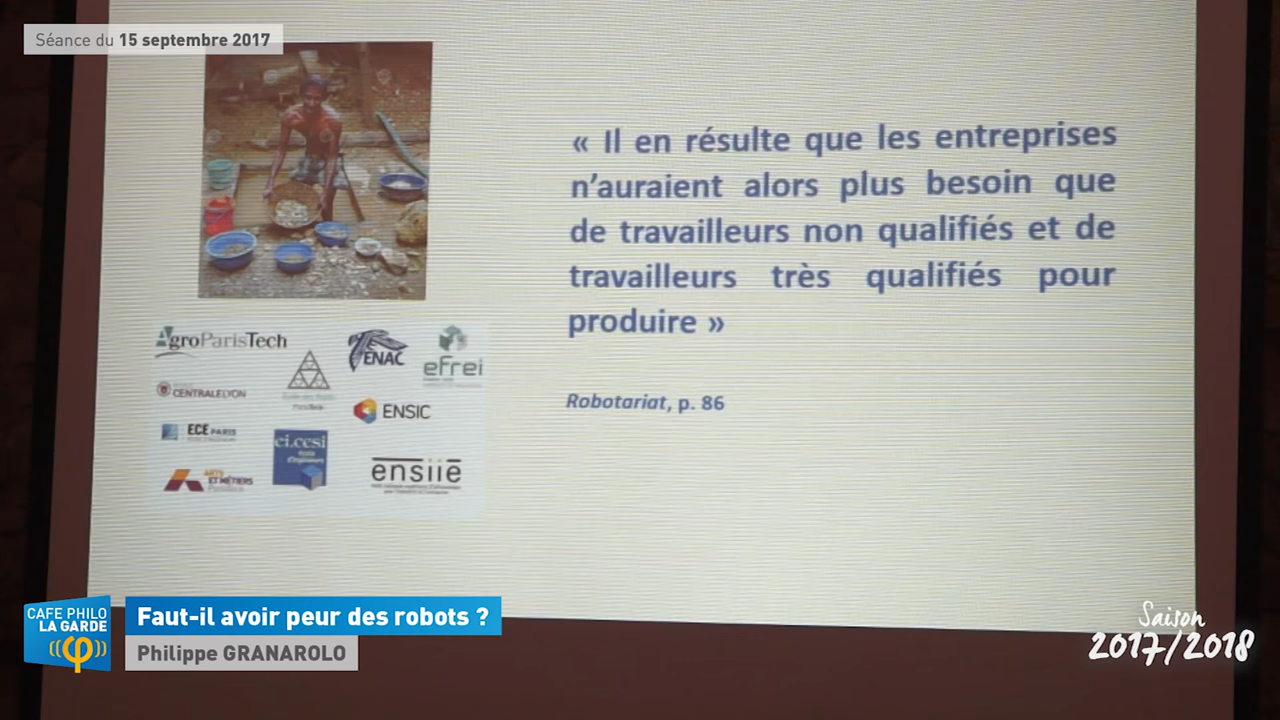 Séance du 15 septembre 2017
« Il en résulte que les entreprises
n’auraient alors plus besoin que
de travailleurs non qualifiés et de
travailleurs très qualifiés pour
produire »
Robotariat, p. 86
AgroParisTech
ENAC
efrei
CENTRALELYON
ParisTech
ENSIC
ECE PARIS
ei.cesi
ARTS
ET MÉTIERS
ParisTech
ensiie
CAFE PHILO
LA GARDE
Faut-il avoir peur des robots ?
Philippe GRANAROLO
Saison
2017/2018